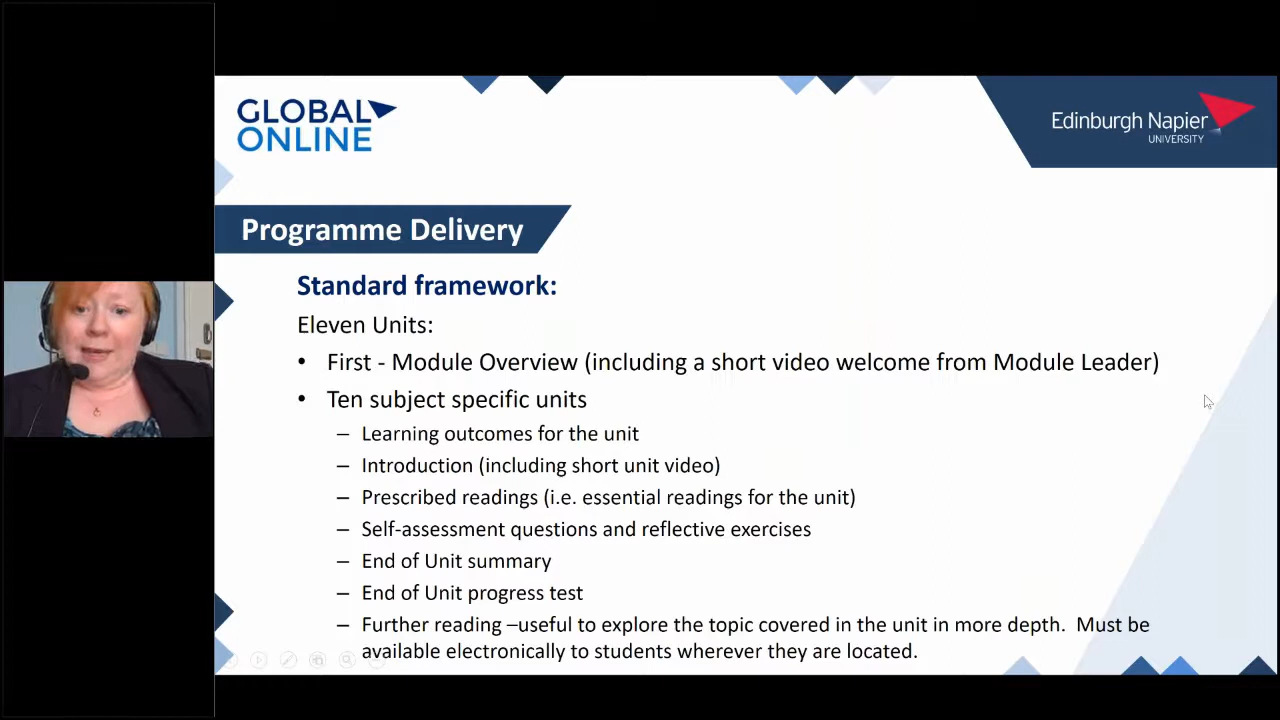 GLOBAL
ONLINE
Edinburgh Napier
UNIVERSITY
Programme Delivery
Standard framework:
Eleven Units:
• First - Module Overview (including a short video welcome from Module Leader)
• Ten subject specific units
– Learning outcomes for the unit
– Introduction (including short unit video)
– Prescribed readings (i.e. essential readings for the unit)
– Self-assessment questions and reflective exercises
– End of Unit summary
– End of Unit progress test
– Further reading –useful to explore the topic covered in the unit in more depth.  Must be
available electronically to students wherever they are located.